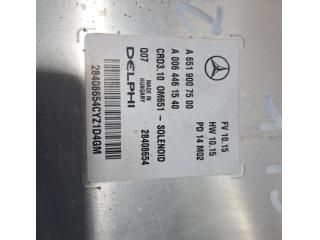 A 651 900 75 00
A 006 446 15 40
CRD3.10 OM651 - SOLENOID
Q07 MADE IN HUNGARY 28408654
DELPHI
28408654CYZ1D4GM
FV 10.15
HW 10.15
PD 14 M02